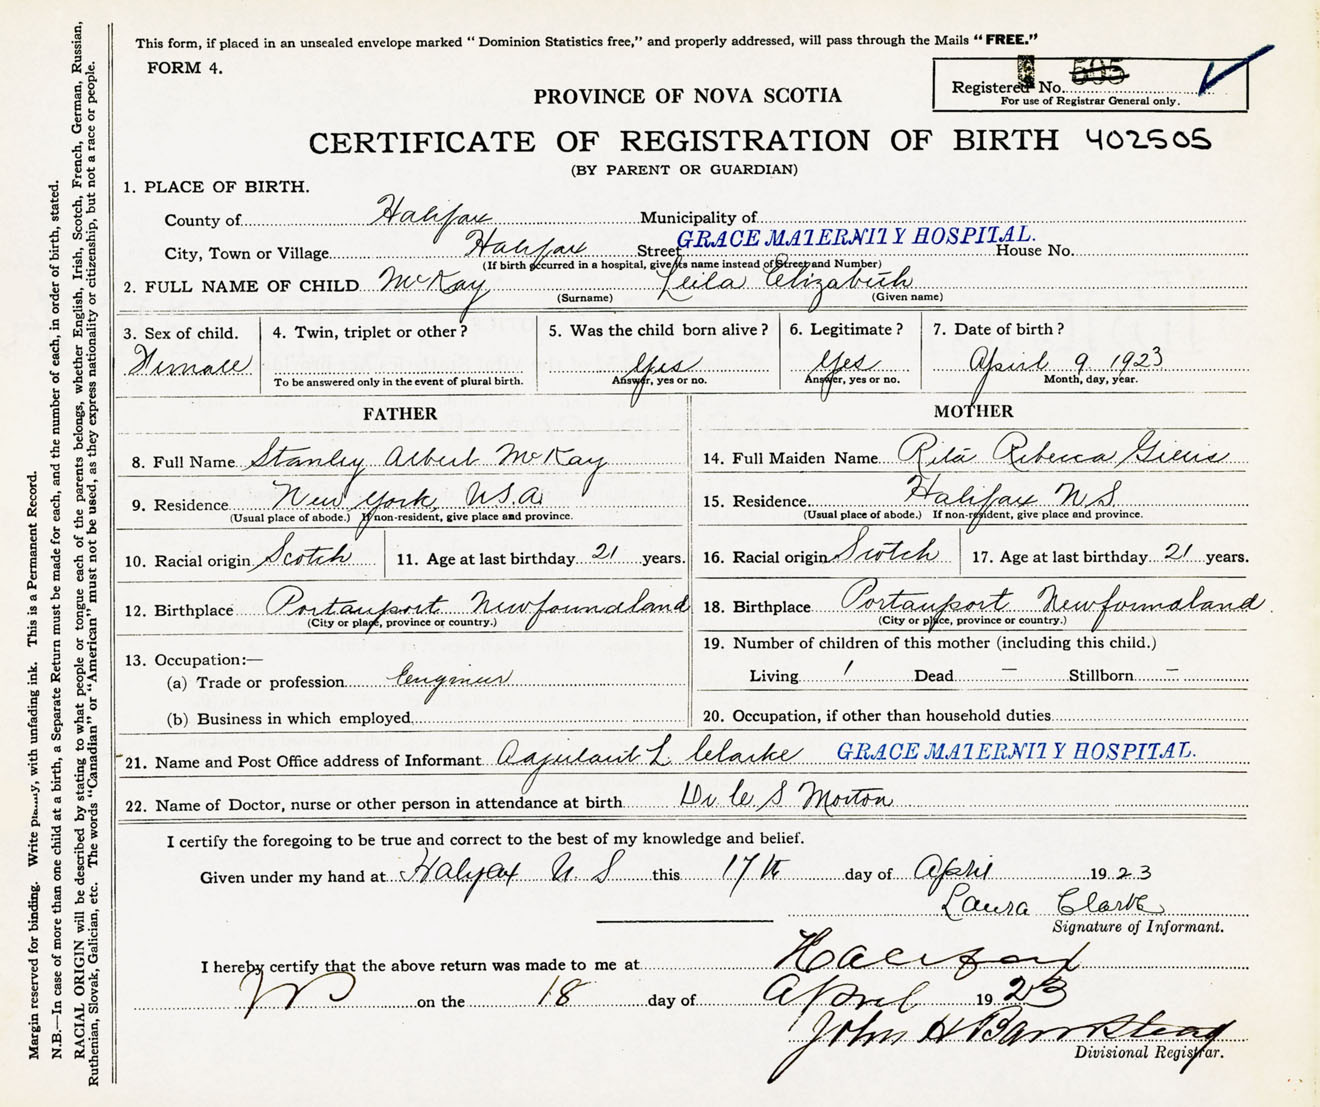 This form, if placed in an unsealed envelope marked "Dominion Statistics free," and properly addressed, will pass through the Mails "FREE."
FORM 4.
Registered No. 505
For use of Registrar General only.
PROVINCE OF NOVA SCOTIA
CERTIFICATE OF REGISTRATION OF BIRTH 402505
(BY PARENT OR GUARDIAN)
1. PLACE OF BIRTH.
County of Halifax Municipality of
City, Town or Village Halifax Street GRACE MATERNITY HOSPITAL. House No.
(If birth occurred in a hospital, give its name instead of Street and Number)
2. FULL NAME OF CHILD McKay Leila Elizabeth
(Surname) (Given name)
3. Sex of child. Female
4. Twin, triplet or other?
To be answered only in the event of plural birth.
5. Was the child born alive? Yes
Answer, yes or no.
6. Legitimate? Yes
Answer, yes or no.
7. Date of birth? April 9 1923
Month, day, year.
FATHER
8. Full Name Stanley Albert McKay
9. Residence New York, U.S.A
(Usual place of abode.) If non-resident, give place and province.
10. Racial origin Scotch
11. Age at last birthday 21 years.
12. Birthplace Portauport Newfoundland
(City or place, province or country.)
13. Occupation:—
(a) Trade or profession Engineer
(b) Business in which employed
MOTHER
14. Full Maiden Name Rita Rebecca Gillis
15. Residence Halifax N.S.
(Usual place of abode.) If non-resident, give place and province.
16. Racial origin Scotch
17. Age at last birthday 21 years.
18. Birthplace Portauport Newfoundland
(City or place, province or country.)
19. Number of children of this mother (including this child.)
Living 1 Dead — Stillborn —
20. Occupation, if other than household duties
21. Name and Post Office address of Informant Adjutant L Clarke GRACE MATERNITY HOSPITAL.
22. Name of Doctor, nurse or other person in attendance at birth Dr C S Morton
I certify the foregoing to be true and correct to the best of my knowledge and belief.
Given under my hand at Halifax N S this 17th day of April 1923
Laura Clarke
Signature of Informant.
I hereby certify that the above return was made to me at Halifax
on the 18 day of April 1923
John H Barnstead
Divisional Registrar.
Margin reserved for binding. Write with unfading ink. This is a Permanent Record.
N.B.—In case of more than one child at a birth, a Separate Return must be made for each, and the number of each, in order of birth, stated.
RACIAL ORIGIN will be described by stating to what people or tongue each of the parents belongs, whether English, Irish, Scotch, French, German, Russian,
Ruthenian, Slovak, Galician, etc. The words "Canadian" or "American" must not be used, as they express nationality or citizenship, but not a race or people.